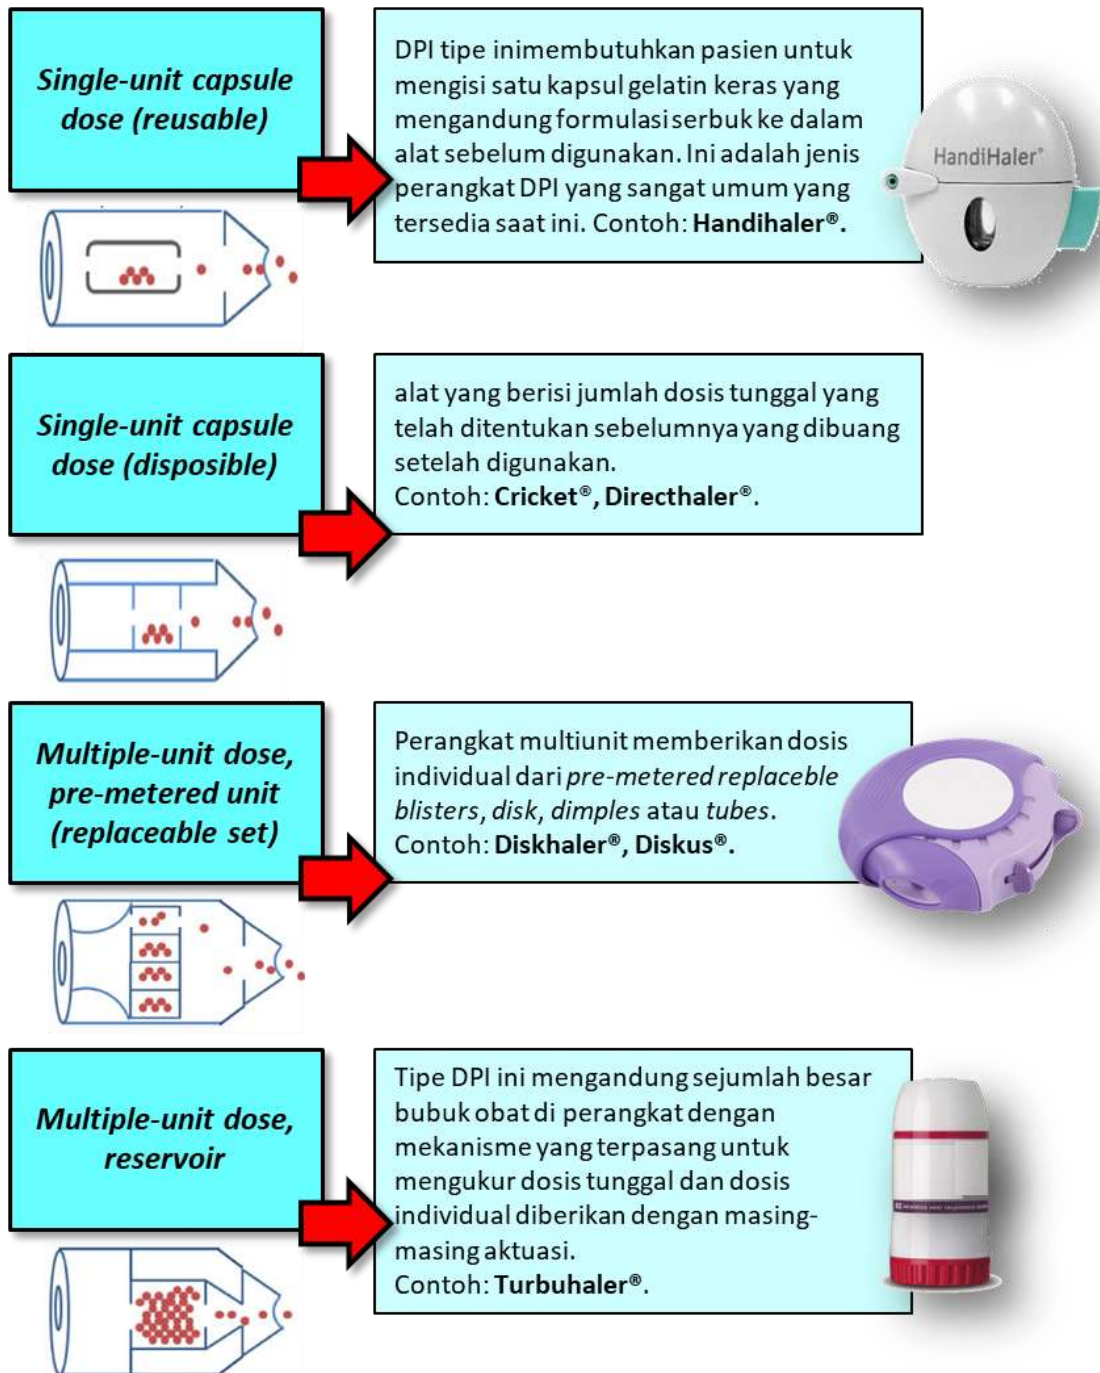 Single-unit capsule
dose (reusable)
DPI tipe inimembutuhkan pasien untuk
mengisi satu kapsul gelatin keras yang
mengandung formulasi serbuk ke dalam
alat sebelum digunakan. Ini adalah jenis
perangkat DPI yang sangat umum yang
tersedia saat ini. Contoh: Handihaler®.
HandiHaler®
Single-unit capsule
dose (disposible)
alat yang berisi jumlah dosis tunggal yang
telah ditentukan sebelumnya yang dibuang
setelah digunakan.
Contoh: Cricket®, Directhaler®.
Multiple-unit dose,
pre-metered unit
(replaceable set)
Perangkat multiunit memberikan dosis
individual dari pre-metered replaceble
blisters, disk, dimples atau tubes.
Contoh: Diskhaler®, Diskus®.
Multiple-unit dose,
reservoir
Tipe DPI ini mengandung sejumlah besar
bubuk obat di perangkat dengan
mekanisme yang terpasang untuk
mengukur dosis tunggal dan dosis
individual diberikan dengan masing-
masing aktuasi.
Contoh: Turbuhaler®.